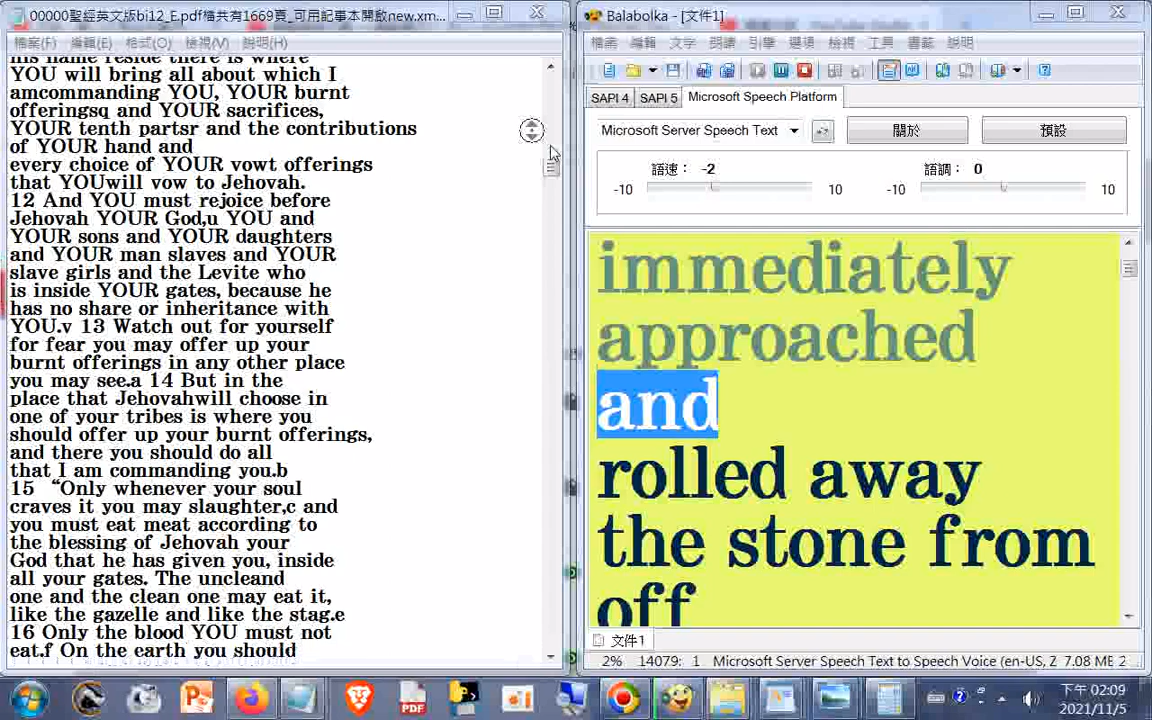 00000聖經英文版bi12_E.pdf檔共有1669頁_可用記事本開啟new.xm...
檔案(F) 編輯(E) 格式(O) 檢視(V) 說明(H)
his name reside there is where
YOU will bring all about which I
amcommanding YOU, YOUR burnt
offeringsq and YOUR sacrifices,
YOUR tenth partsr and the contributions
of YOUR hand and
every choice of YOUR vowt offerings
that YOUwill vow to Jehovah.
12 And YOU must rejoice before
Jehovah YOUR God,u YOU and
YOUR sons and YOUR daughters
and YOUR man slaves and YOUR
slave girls and the Levite who
is inside YOUR gates, because he
has no share or inheritance with
YOU.v 13 Watch out for yourself
for fear you may offer up your
burnt offerings in any other place
you may see.a 14 But in the
place that Jehovahwill choose in
one of your tribes is where you
should offer up your burnt offerings,
and there you should do all
that I am commanding you.b
15 “Only whenever your soul
craves it you may slaughter,c and
you must eat meat according to
the blessing of Jehovah your
God that he has given you, inside
all your gates. The uncleand
one and the clean one may eat it,
like the gazelle and like the stag.e
16 Only the blood YOU must not
eat.f On the earth you should
Balabolka - [文件1]
檔案 編輯 文字 朗讀 引擎 選項 檢視 工具 書籤 說明
SAPI 4 SAPI 5 Microsoft Speech Platform
Microsoft Server Speech Text 關於 預設
語速： -2 語調： 0
-10 10 -10 10
immediately
approached
and
rolled away
the stone from
off
文件1
2% 14079: 1 Microsoft Server Speech Text to Speech Voice (en-US, Z 7.08 MB 2
PDF
下午 02:09
2021/11/5